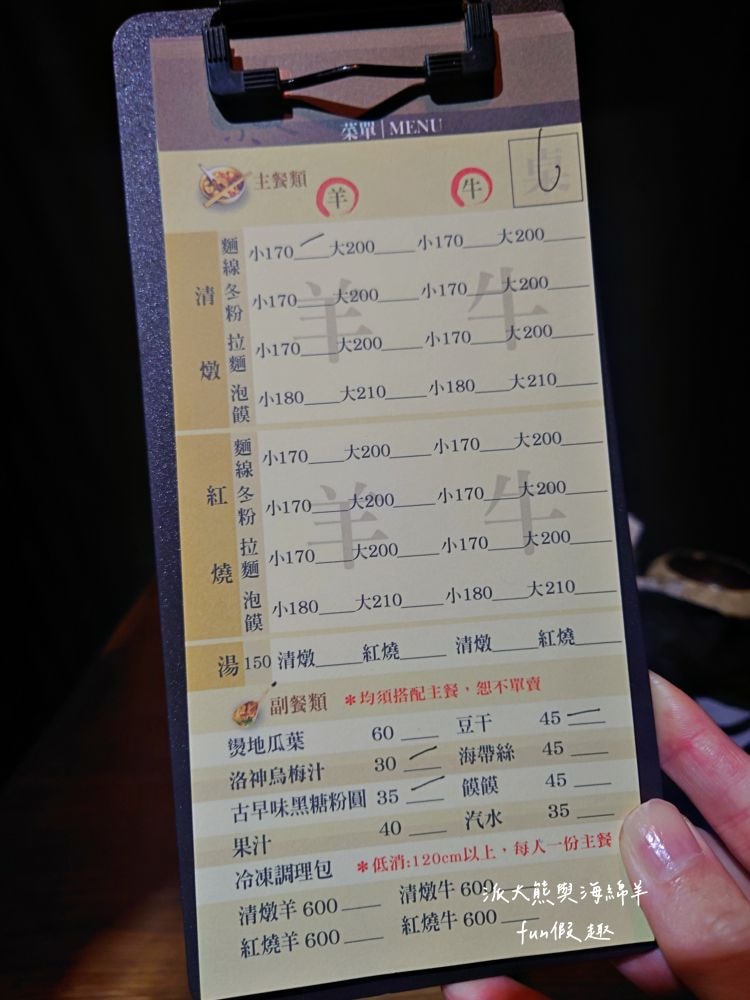 菜單 | MENU
主餐類 羊 牛 桌
清燉
麵線 小170 大200 小170 大200
冬粉 小170 大200 小170 大200
拉麵 小170 大200 小170 大200
泡饃 小180 大210 小180 大210
羊 牛
紅燒
麵線 小170 大200 小170 大200
冬粉 小170 大200 小170 大200
拉麵 小170 大200 小170 大200
泡饃 小180 大210 小180 大210
羊 牛
湯 150 清燉 紅燒 清燉 紅燒
副餐類 *均須搭配主餐，恕不單賣
燙地瓜葉 60 豆干 45
洛神烏梅汁 30 海帶絲 45
古早味黑糖粉圓 35 饃饃 45
果汁 40 汽水 35
冷凍調理包 *低消:120cm以上，每人一份主餐
清燉羊 600 清燉牛 600
紅燒羊 600 紅燒牛 600
派大熊與海綿羊
fun假趣